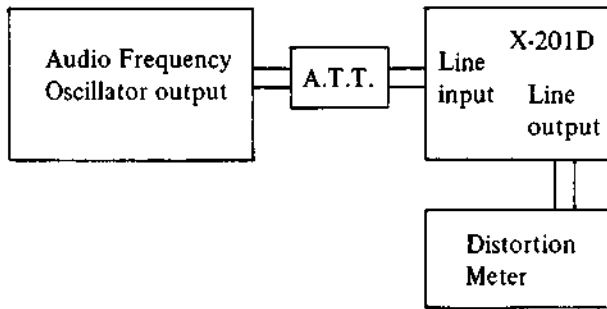 Audio Frequency
Oscillator output
A.T.T.
X-201D
Line
input
Line
output
Distortion
Meter